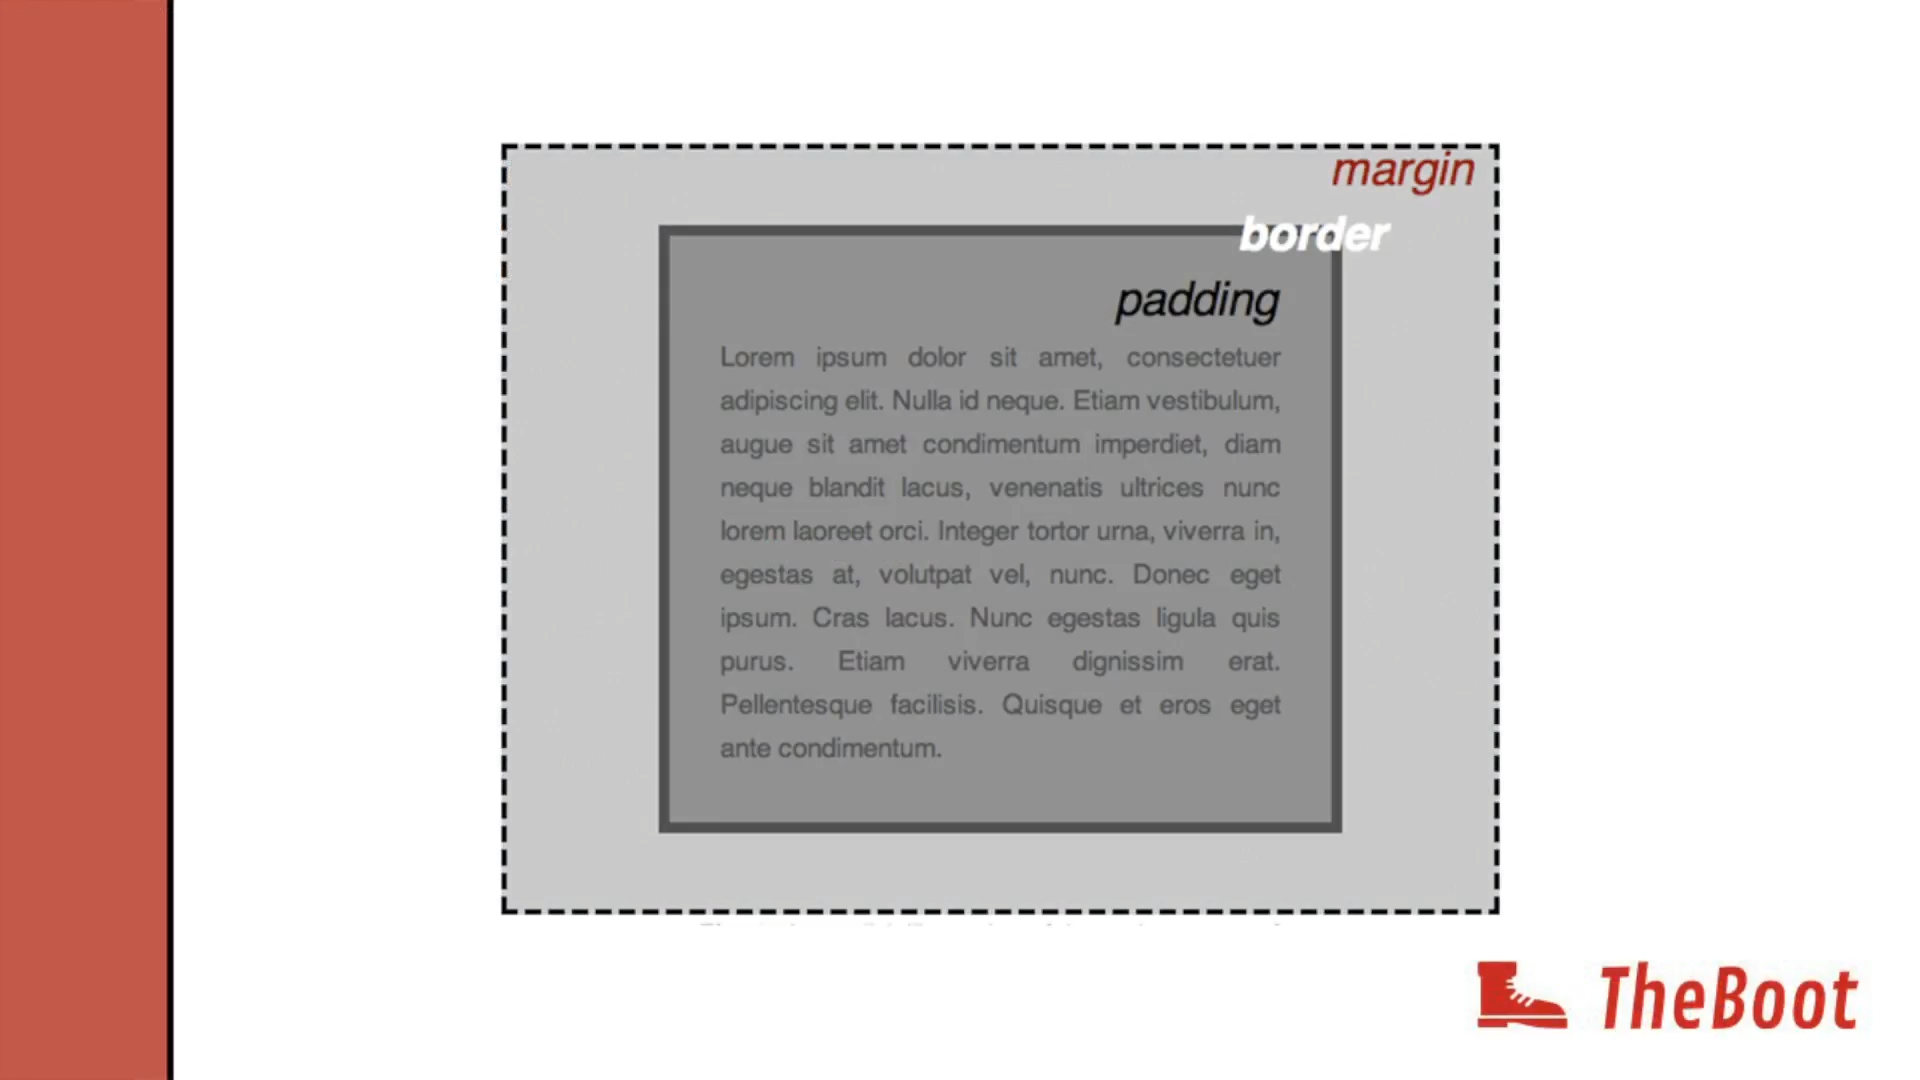 margin
border
padding
Lorem ipsum dolor sit amet, consectetuer
adipiscing elit. Nulla id neque. Etiam vestibulum,
augue sit amet condimentum imperdiet, diam
neque blandit lacus, venenatis ultrices nunc
lorem laoreet orci. Integer tortor urna, viverra in,
egestas at, volutpat vel, nunc. Donec eget
ipsum. Cras lacus. Nunc egestas ligula quis
purus. Etiam viverra dignissim erat.
Pellentesque facilisis. Quisque et eros eget
ante condimentum.
TheBoot